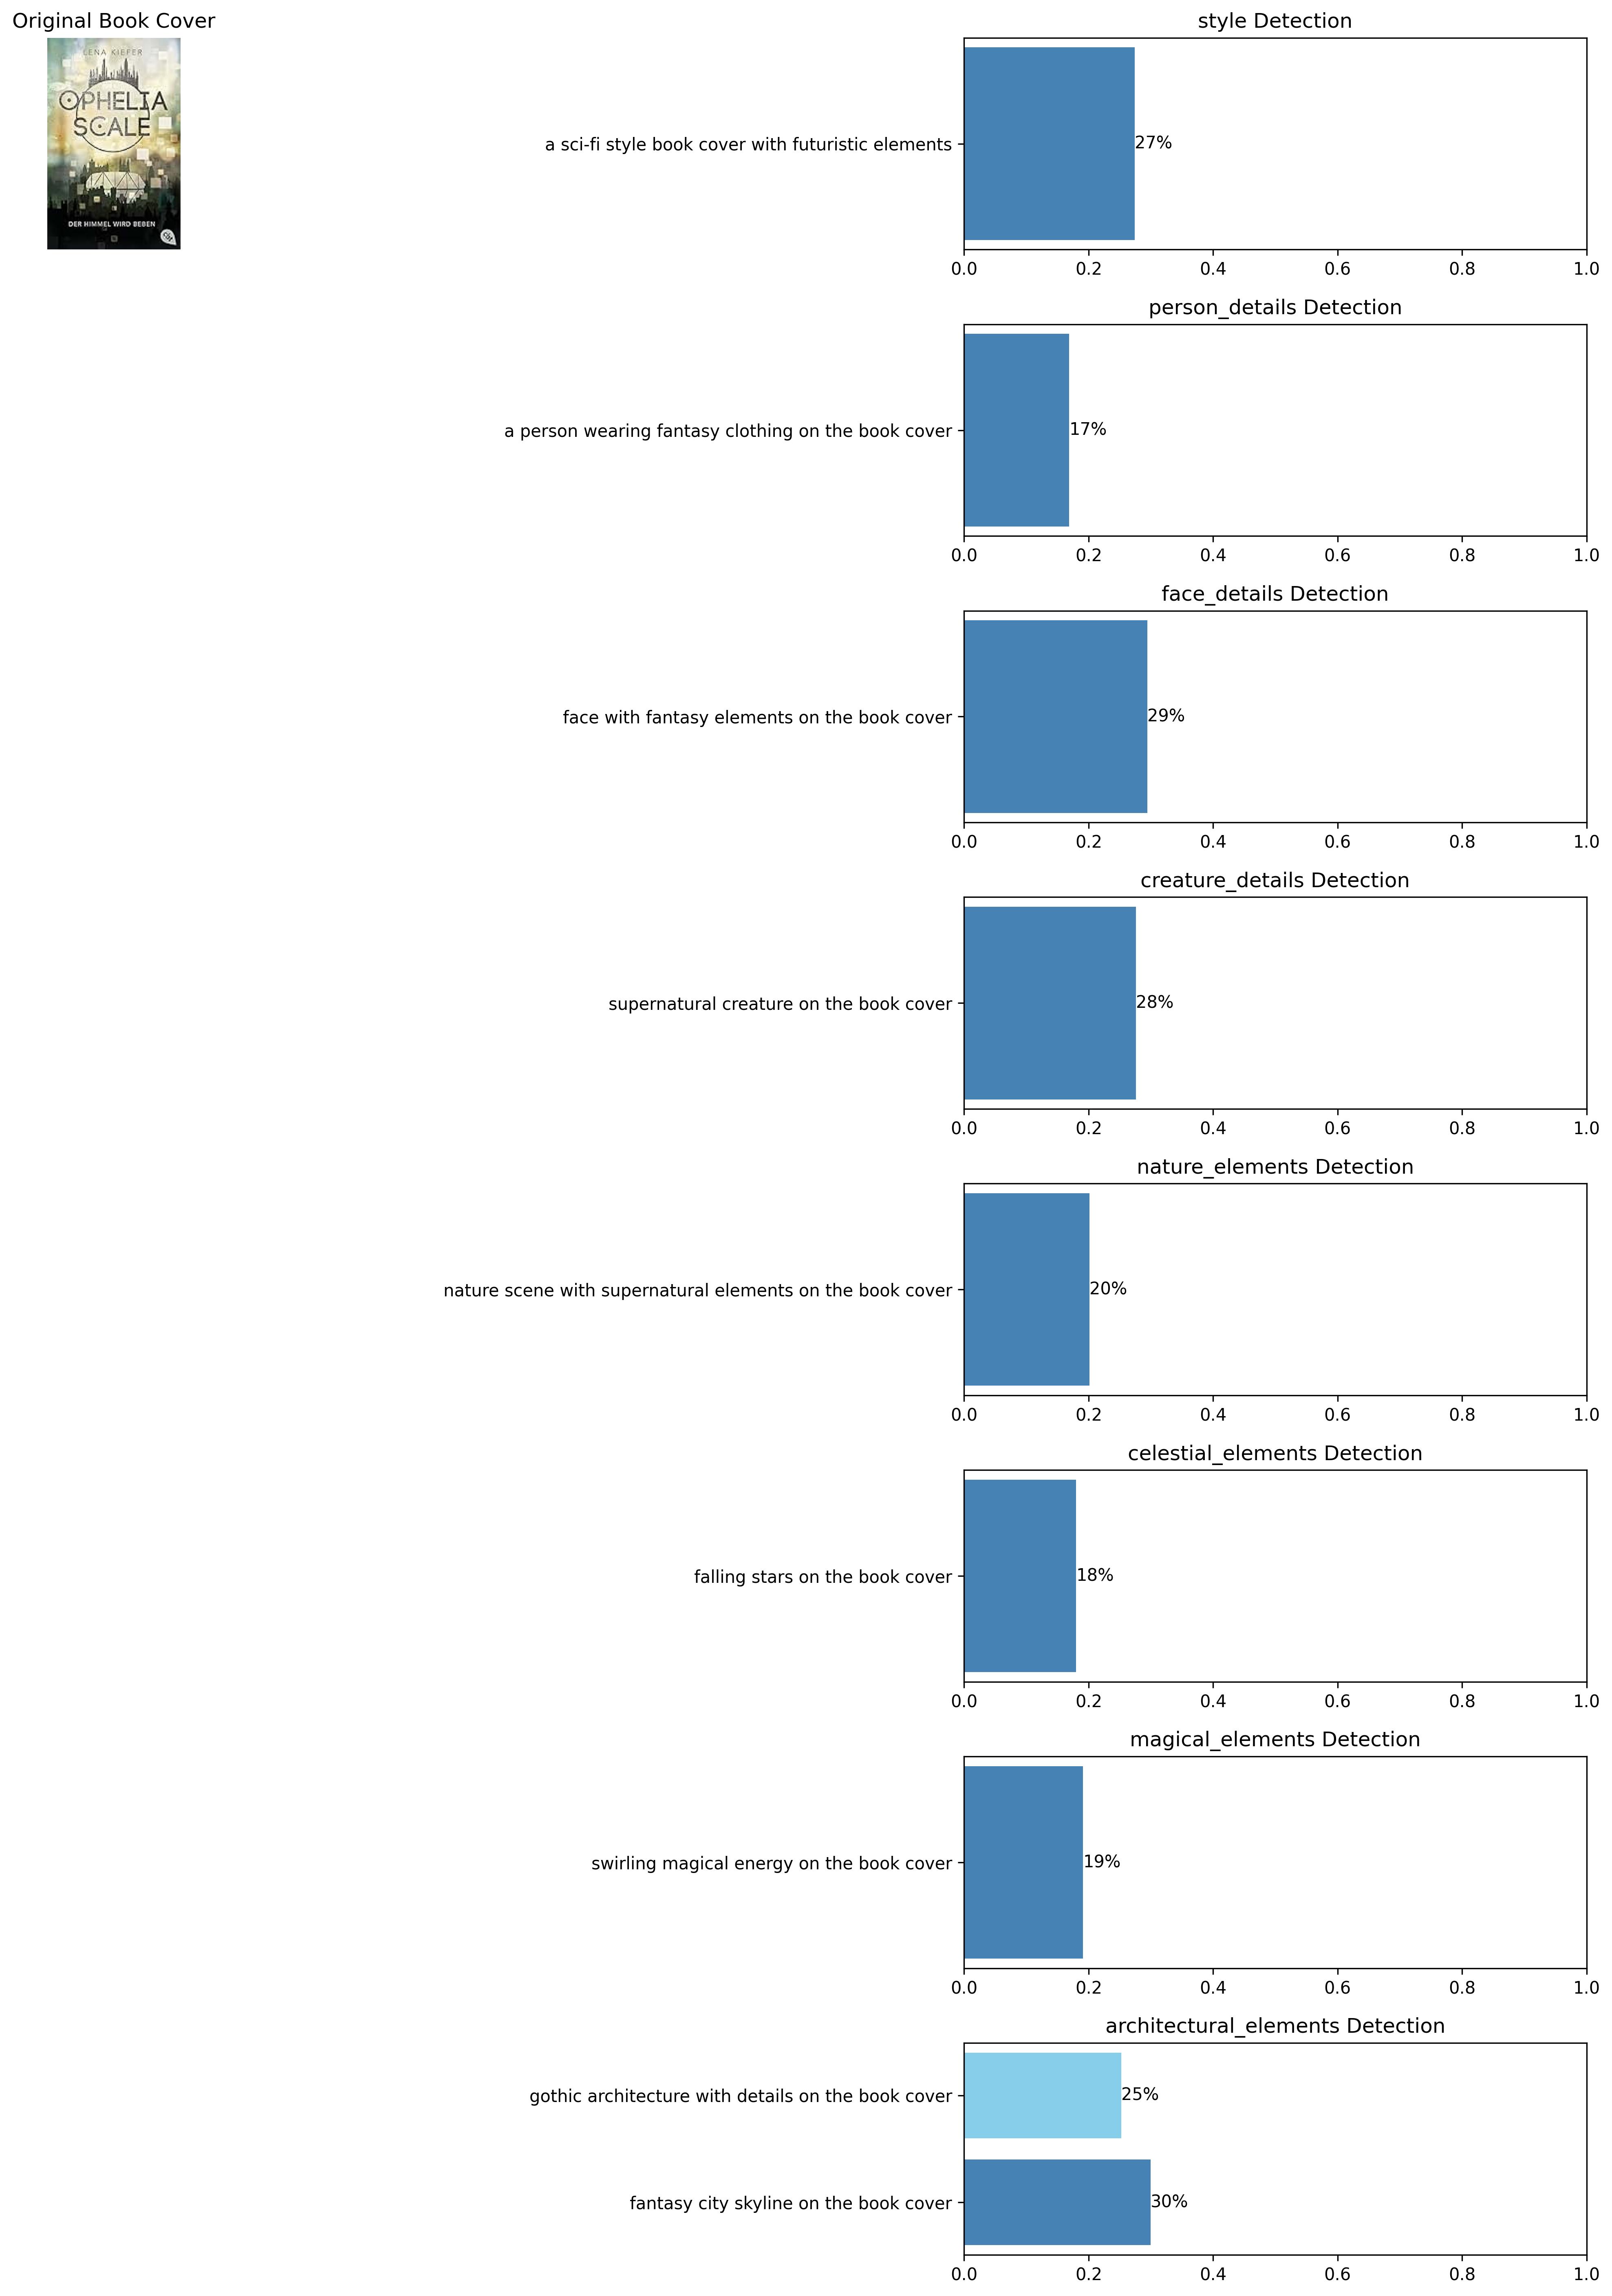 Original Book Cover
LENA KIEFER
OPHELIA
SCALE
DER HIMMEL WIRD BEBEN
cbj
style Detection
a sci-fi style book cover with futuristic elements
27%
0.0 0.2 0.4 0.6 0.8 1.0
person_details Detection
a person wearing fantasy clothing on the book cover
17%
0.0 0.2 0.4 0.6 0.8 1.0
face_details Detection
face with fantasy elements on the book cover
29%
0.0 0.2 0.4 0.6 0.8 1.0
creature_details Detection
supernatural creature on the book cover
28%
0.0 0.2 0.4 0.6 0.8 1.0
nature_elements Detection
nature scene with supernatural elements on the book cover
20%
0.0 0.2 0.4 0.6 0.8 1.0
celestial_elements Detection
falling stars on the book cover
18%
0.0 0.2 0.4 0.6 0.8 1.0
magical_elements Detection
swirling magical energy on the book cover
19%
0.0 0.2 0.4 0.6 0.8 1.0
architectural_elements Detection
gothic architecture with details on the book cover
25%
fantasy city skyline on the book cover
30%
0.0 0.2 0.4 0.6 0.8 1.0